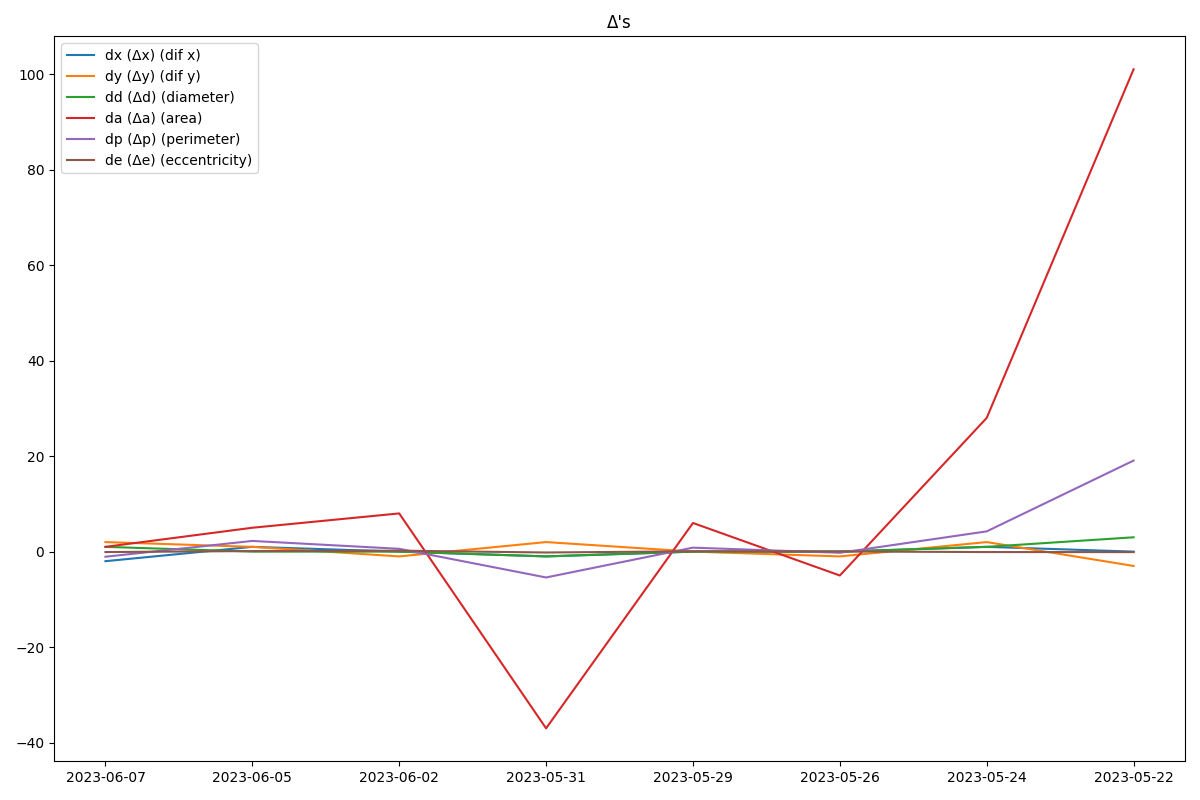 Δ's
dx (Δx) (dif x)
dy (Δy) (dif y)
dd (Δd) (diameter)
da (Δa) (area)
dp (Δp) (perimeter)
de (Δe) (eccentricity)
100
80
60
40
20
0
−20
−40
2023-06-07 2023-06-05 2023-06-02 2023-05-31 2023-05-29 2023-05-26 2023-05-24 2023-05-22